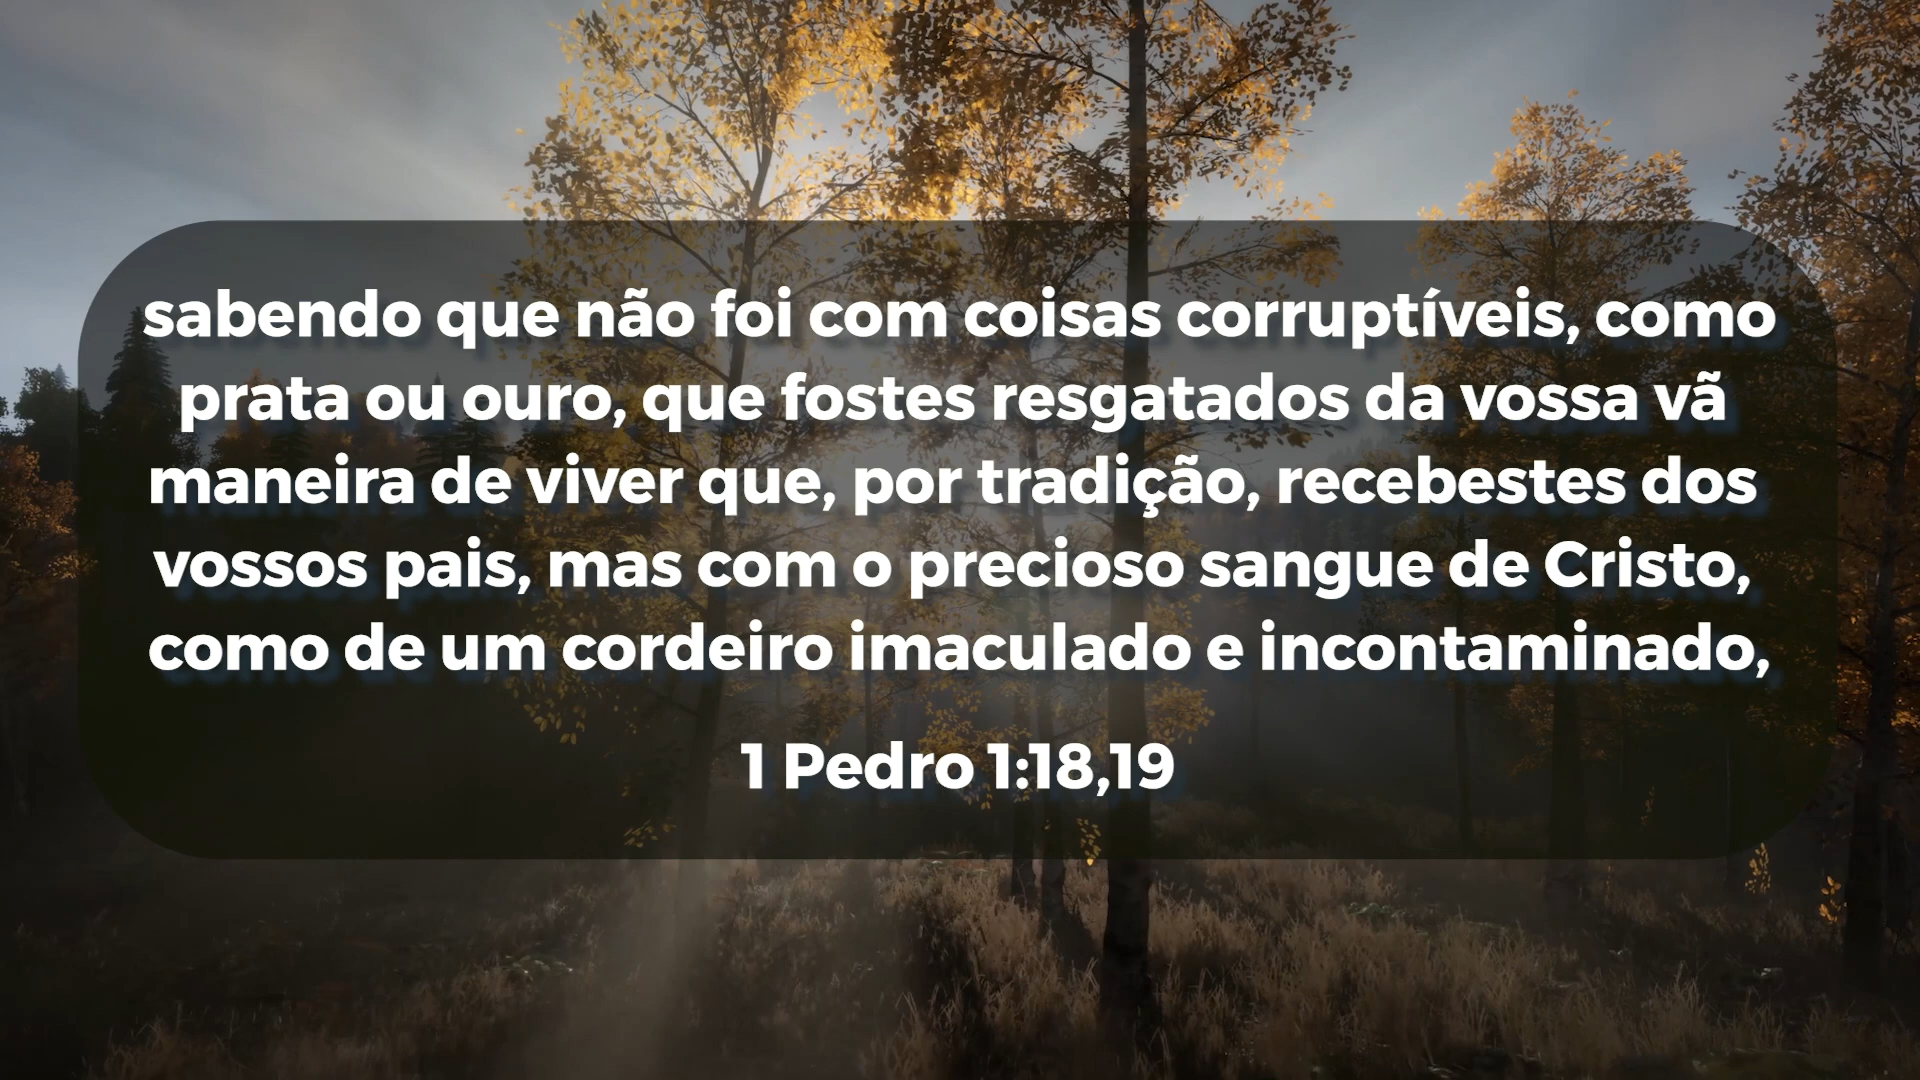 sabendo que não foi com coisas corruptíveis, como
prata ou ouro, que fostes resgatados da vossa vã
maneira de viver que, por tradição, recebestes dos
vossos pais, mas com o precioso sangue de Cristo,
como de um cordeiro imaculado e incontaminado,
1 Pedro 1:18,19